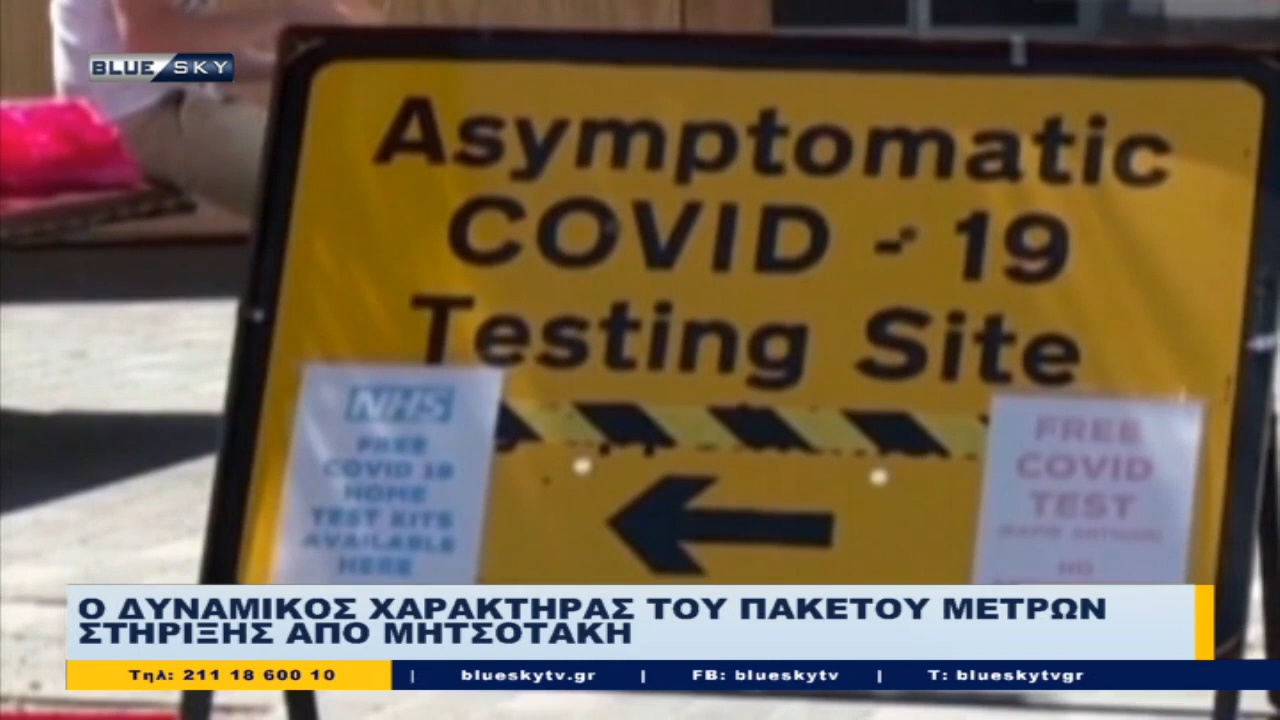 BLUE SKY
Asymptomatic
COVID - 19
Testing Site
NHS
FREE
COVID 19
HOME
TEST KITS
AVAILABLE
HERE
FREE
COVID
TEST
NO
Ο ΔΥΝΑΜΙΚΟΣ ΧΑΡΑΚΤΗΡΑΣ ΤΟΥ ΠΑΚΕΤΟΥ ΜΕΤΡΩΝ
ΣΤΗΡΙΞΗΣ ΑΠΟ ΜΗΤΣΟΤΑΚΗ
Τηλ: 211 18 600 10 | blueskytv.gr | FB: blueskytv | T: blueskytvgr